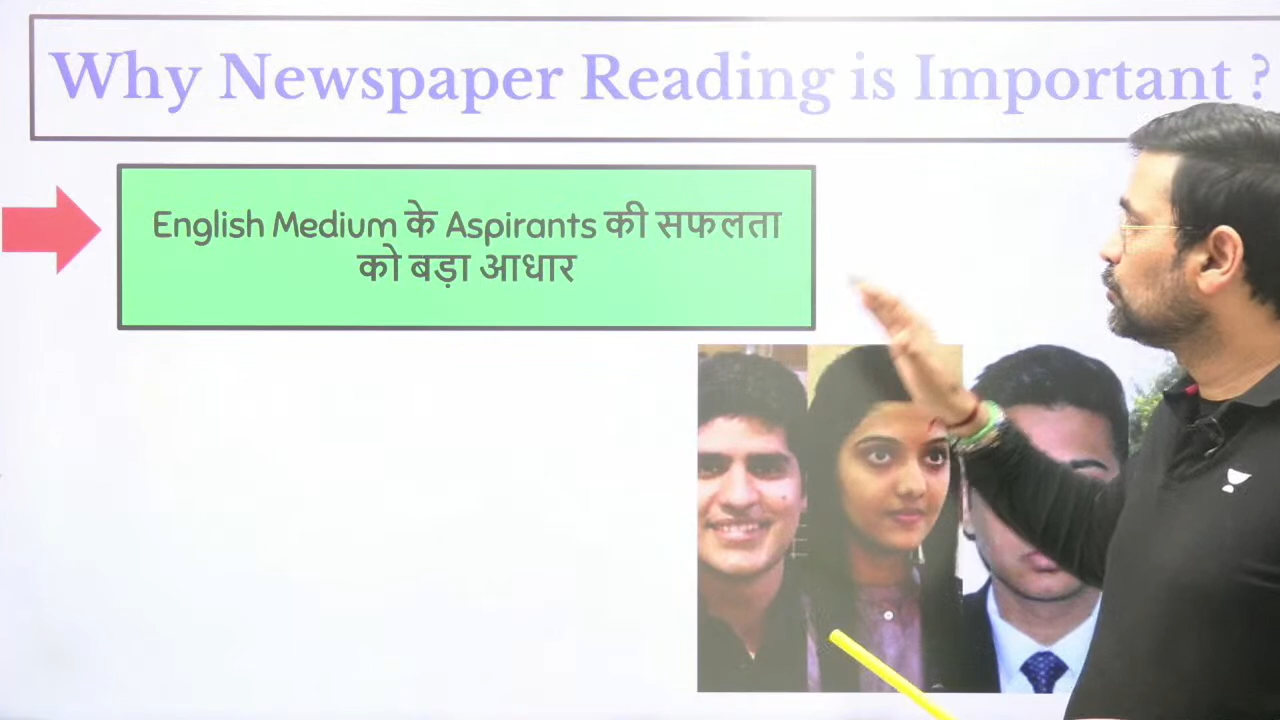 Why Newspaper Reading is Important ?
English Medium के Aspirants की सफलता
को बड़ा आधार